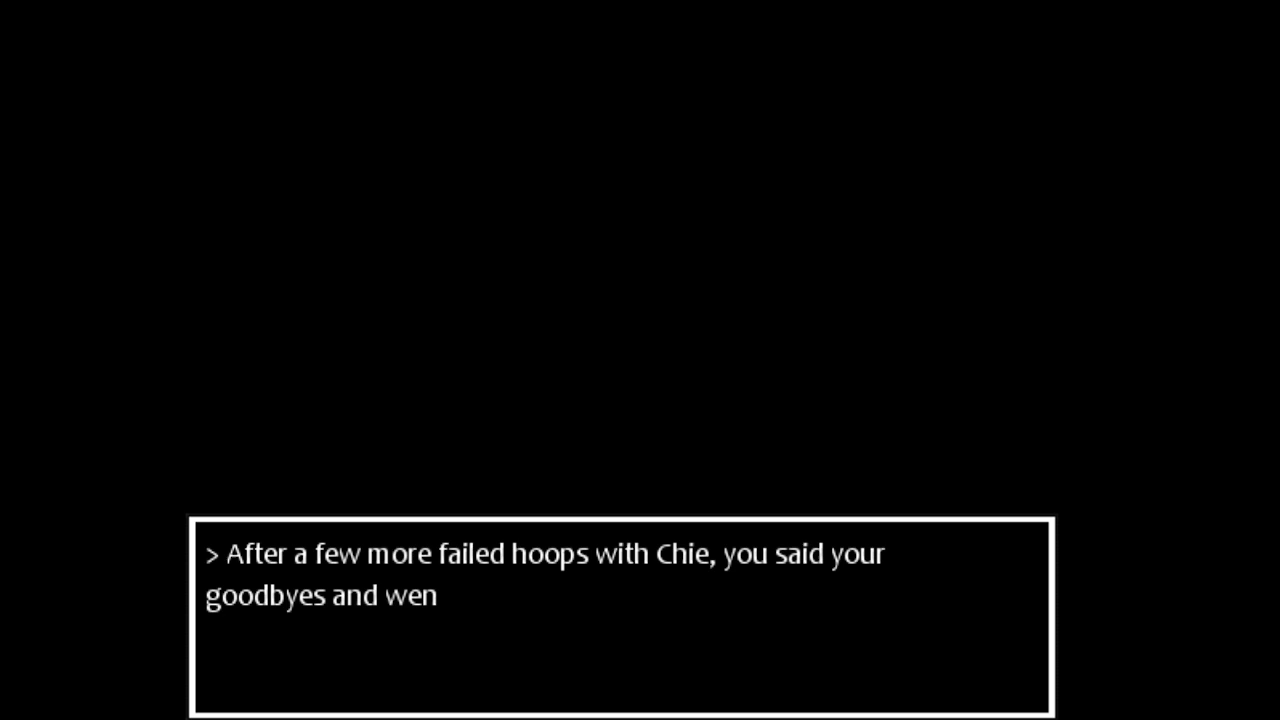 > After a few more failed hoops with Chie, you said your
goodbyes and wen